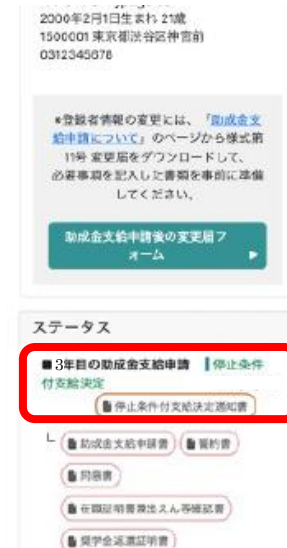 2000年2月1日生まれ 21歳
1500001 東京都渋谷区神宮前
0312345678
※登録者情報の変更には、「助成金支
給申請について」のページから様式第
11号 変更届をダウンロードして、
必要事項を記入した書類を事前に準備
してください。
助成金支給申請後の変更届フ
ォーム ▶
ステータス
■3年目の助成金支給申請 ┃停止条件
付支給決定
停止条件付支給決定通知書
助成金支給申請書 誓約書
同意書
在職証明書兼出えん等確認書
奨学金返還証明書